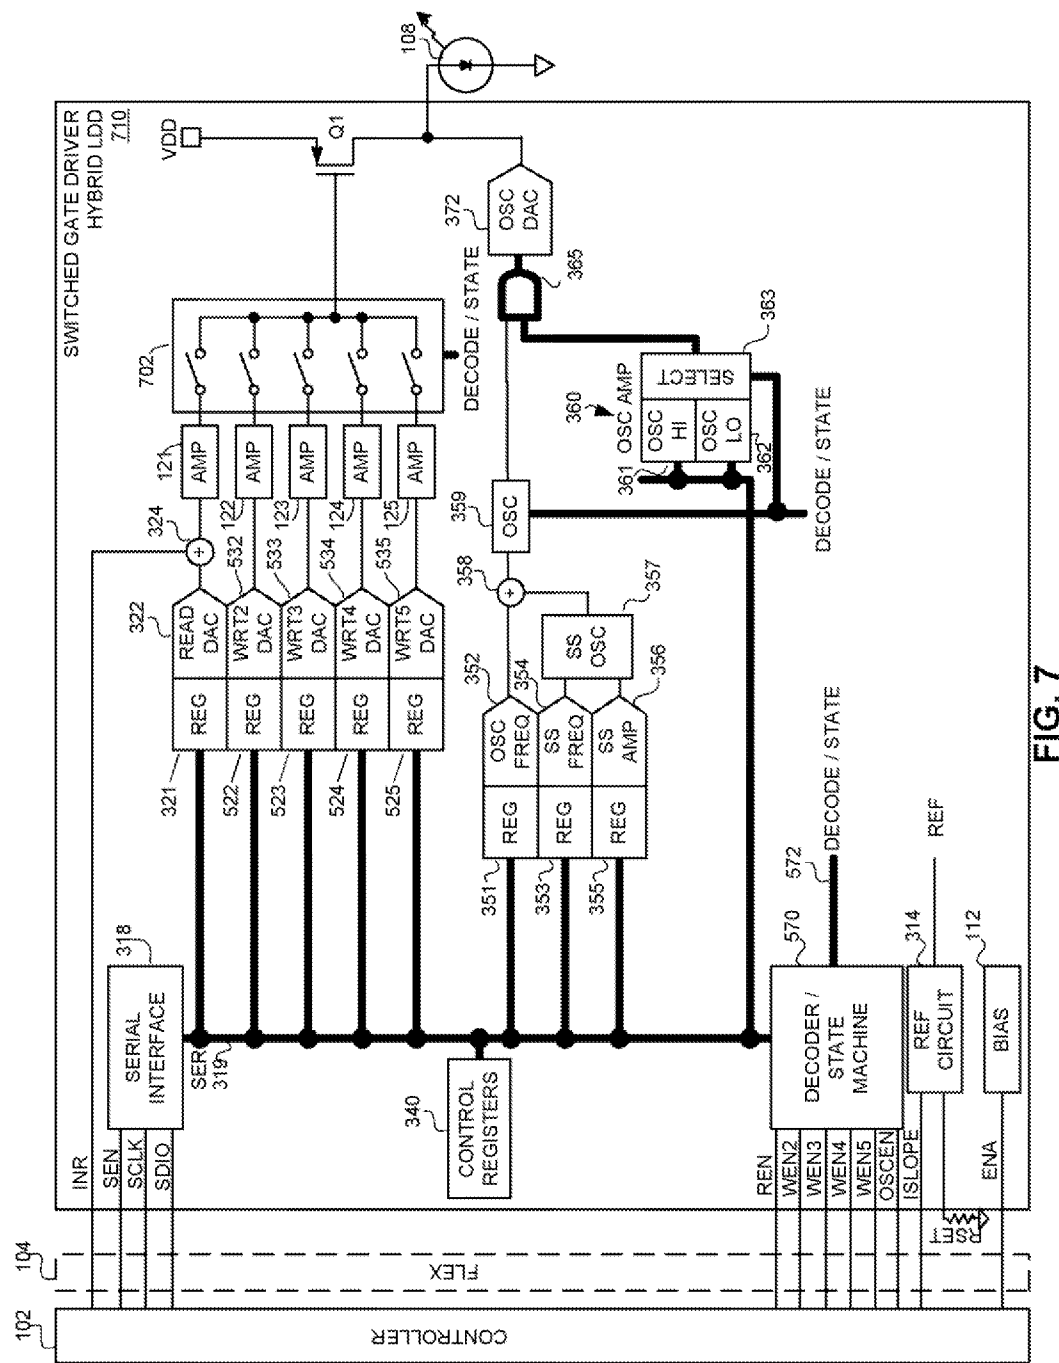 SWITCHED GATE DRIVER
HYBRID LDD
710
VDD
Q1
108
702
DECODE / STATE
121
AMP
122
AMP
123
AMP
124
AMP
125
AMP
324
+
322
READ DAC
532
WRT2 DAC
533
WRT3 DAC
534
WRT4 DAC
535
WRT5 DAC
321
REG
522
REG
523
REG
524
REG
525
REG
372
OSC DAC
365
363
SELECT
360
OSC AMP
361
OSC HI
362
OSC LO
DECODE / STATE
359
OSC
358
+
357
SS OSC
352
OSC FREQ
354
SS FREQ
356
SS AMP
351
REG
353
REG
355
REG
318
SERIAL INTERFACE
SER
319
340
CONTROL REGISTERS
INR
SEN
SCLK
SDIO
570
DECODER / STATE MACHINE
572
DECODE / STATE
REN
WEN2
WEN3
WEN4
WEN5
OSCEN
ISLOPE
314
REF CIRCUIT
REF
RSET
112
BIAS
ENA
104
FLEX
102
CONTROLLER
FIG. 7